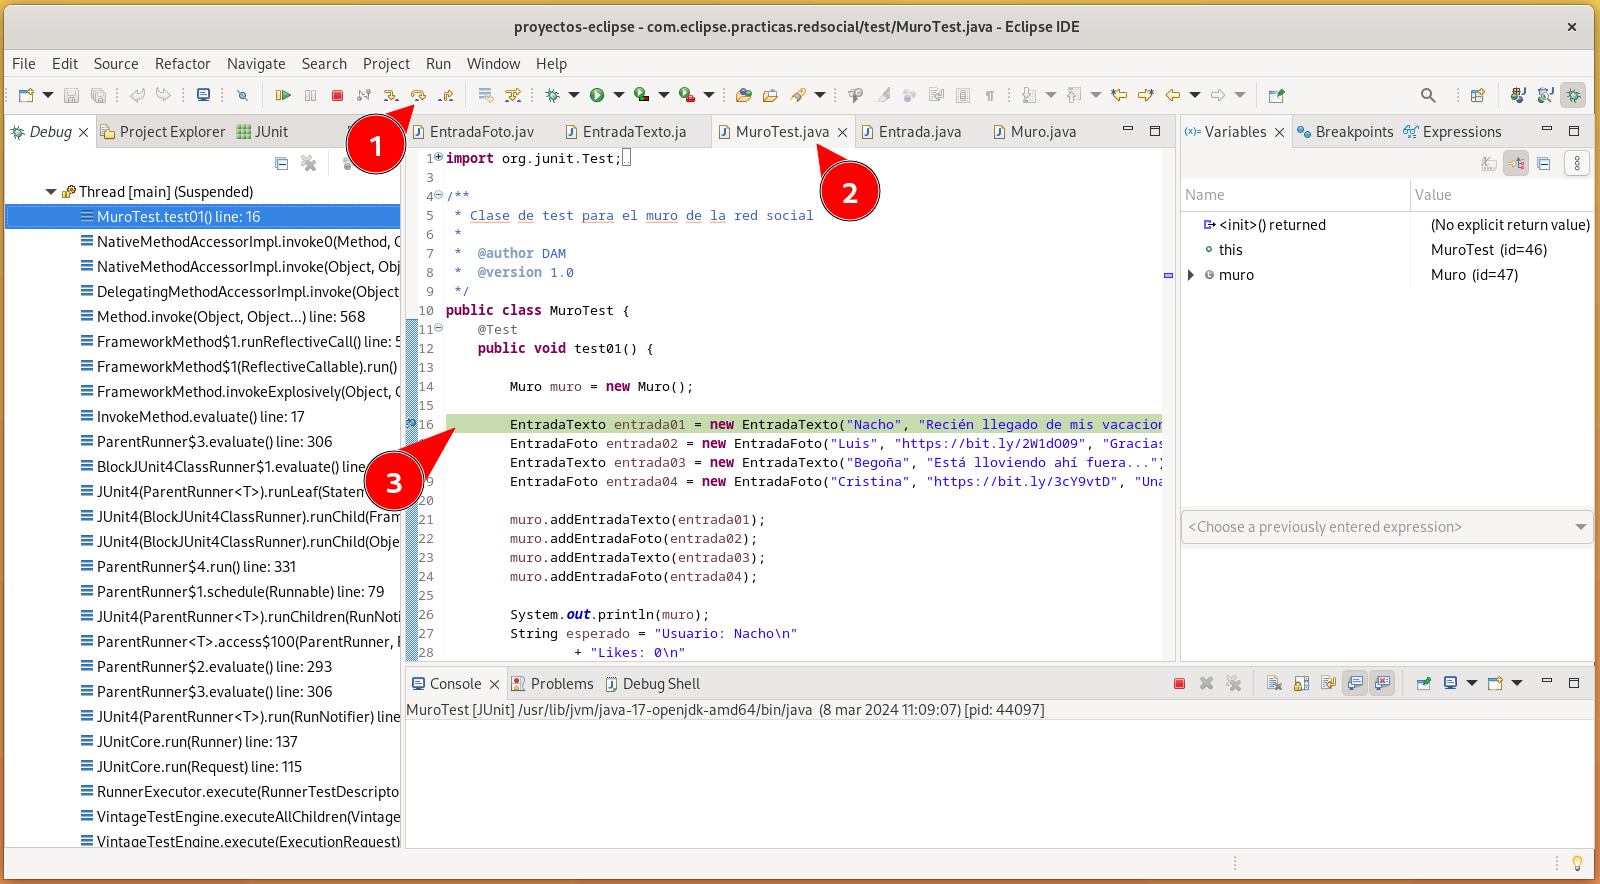 proyectos-eclipse - com.eclipse.practicas.redsocial/test/MuroTest.java - Eclipse IDE
File Edit Source Refactor Navigate Search Project Run Window Help
Debug Project Explorer JUnit
1
Thread [main] (Suspended)
MuroTest.test01() line: 16
NativeMethodAccessorImpl.invoke0(Method, O
NativeMethodAccessorImpl.invoke(Object, Obj
DelegatingMethodAccessorImpl.invoke(Object
Method.invoke(Object, Object...) line: 568
FrameworkMethod$1.runReflectiveCall() line: 5
FrameworkMethod$1(ReflectiveCallable).run()
FrameworkMethod.invokeExplosively(Object, O
InvokeMethod.evaluate() line: 17
ParentRunner$3.evaluate() line: 306
BlockJUnit4ClassRunner$1.evaluate() line
JUnit4(ParentRunner<T>).runLeaf(Statem
JUnit4(BlockJUnit4ClassRunner).runChild(Fram
JUnit4(BlockJUnit4ClassRunner).runChild(Obje
ParentRunner$4.run() line: 331
ParentRunner$1.schedule(Runnable) line: 79
JUnit4(ParentRunner<T>).runChildren(RunNoti
ParentRunner<T>.access$100(ParentRunner, R
ParentRunner$2.evaluate() line: 293
ParentRunner$3.evaluate() line: 306
JUnit4(ParentRunner<T>).run(RunNotifier) line
JUnitCore.run(Runner) line: 137
JUnitCore.run(Request) line: 115
RunnerExecutor.execute(RunnerTestDescripto
VintageTestEngine.executeAllChildren(Vintage
VintageTestEngine.execute(ExecutionRequest)
EntradaFoto.jav EntradaTexto.ja MuroTest.java Entrada.java Muro.java
2
1 import org.junit.Test;
3
4 /**
5 * Clase de test para el muro de la red social
6 *
7 * @author DAM
8 * @version 1.0
9 */
10 public class MuroTest {
11 @Test
12 public void test01() {
13
14 Muro muro = new Muro();
15
16 EntradaTexto entrada01 = new EntradaTexto("Nacho", "Recién llegado de mis vacacion
EntradaFoto entrada02 = new EntradaFoto("Luis", "https://bit.ly/2W1dO09", "Gracias
EntradaTexto entrada03 = new EntradaTexto("Begoña", "Está lloviendo ahí fuera...")
9 EntradaFoto entrada04 = new EntradaFoto("Cristina", "https://bit.ly/3cY9vtD", "Una
3
20
21 muro.addEntradaTexto(entrada01);
22 muro.addEntradaFoto(entrada02);
23 muro.addEntradaTexto(entrada03);
24 muro.addEntradaFoto(entrada04);
25
26 System.out.println(muro);
27 String esperado = "Usuario: Nacho\n"
28 + "Likes: 0\n"
Variables Breakpoints Expressions
Name Value
<init>() returned (No explicit return value)
this MuroTest (id=46)
muro Muro (id=47)
<Choose a previously entered expression>
Console Problems Debug Shell
MuroTest [JUnit] /usr/lib/jvm/java-17-openjdk-amd64/bin/java (8 mar 2024 11:09:07) [pid: 44097]